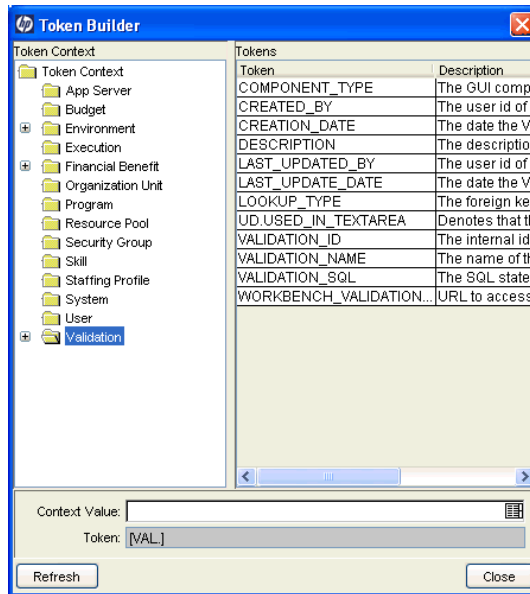 hp Token Builder
Token Context
Token Context
App Server
Budget
Environment
Execution
Financial Benefit
Organization Unit
Program
Resource Pool
Security Group
Skill
Staffing Profile
System
User
Validation
Tokens
Token Description
COMPONENT_TYPE The GUI comp
CREATED_BY The user id of
CREATION_DATE The date the V
DESCRIPTION The descriptio
LAST_UPDATED_BY The user id of
LAST_UPDATE_DATE The date the V
LOOKUP_TYPE The foreign ke
UD.USED_IN_TEXTAREA Denotes that th
VALIDATION_ID The internal id
VALIDATION_NAME The name of th
VALIDATION_SQL The SQL state
WORKBENCH_VALIDATION... URL to access
Context Value:
Token: [VAL.]
Refresh Close